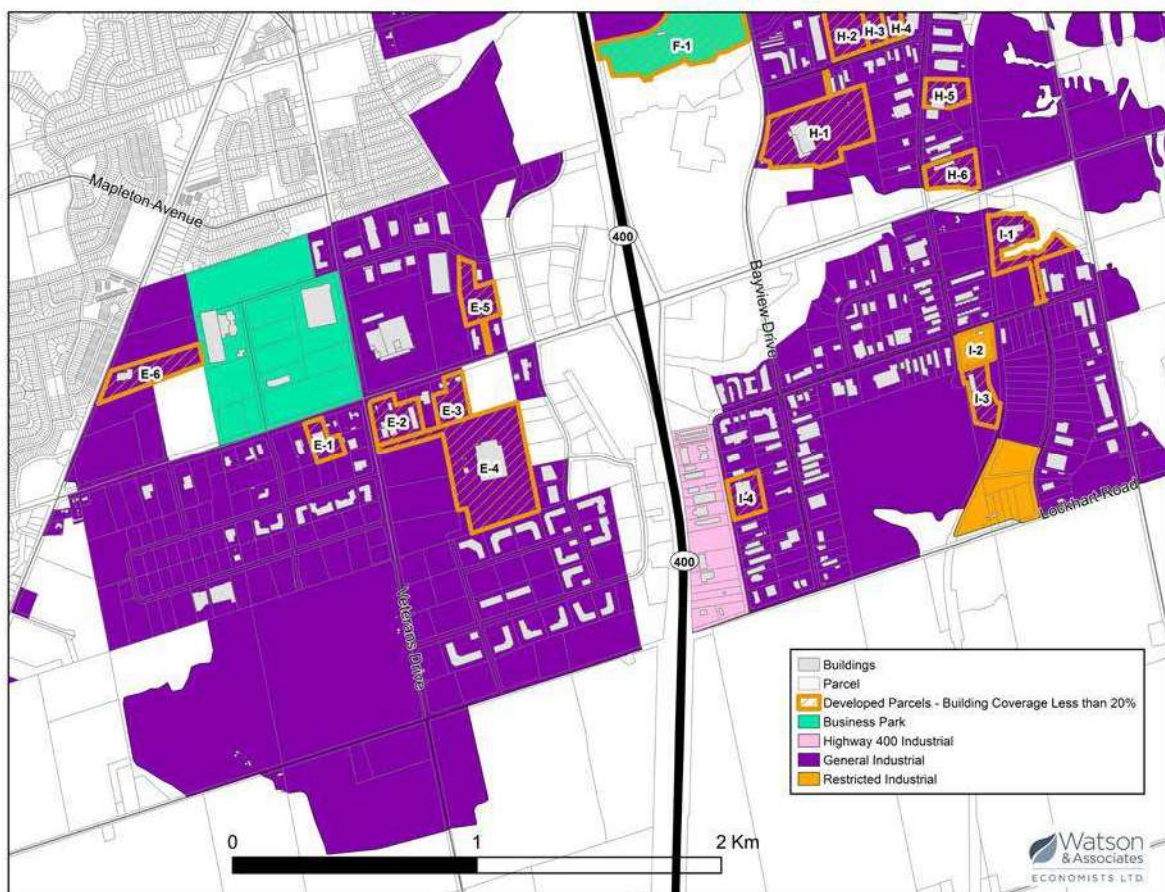 F-1
H-2
H-3
H-4
H-5
H-1
H-6
Mapleton Avenue
400
I-1
Bayview Drive
E-5
I-2
E-6
I-3
E-3
E-2
E-1
E-4
I-4
Lockhart Road
400
Veterans Drive
Buildings
Parcel
Developed Parcels - Building Coverage Less than 20%
Business Park
Highway 400 Industrial
General Industrial
Restricted Industrial
0 1 2 Km
Watson
& Associates
ECONOMISTS LTD.